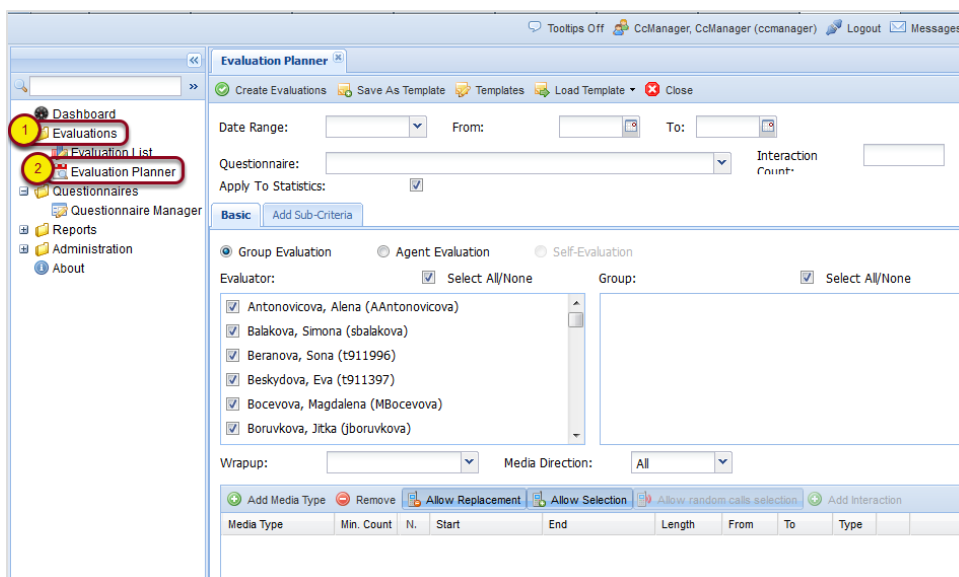 Tooltips Off CcManager, CcManager (ccmanager) Logout Messages
Evaluation Planner
Create Evaluations Save As Template Templates Load Template Close
Dashboard
1 Evaluations
Evaluation List
2 Evaluation Planner
Questionnaires
Questionnaire Manager
Reports
Administration
About
Date Range: From: To:
Questionnaire: Interaction Count:
Apply To Statistics:
Basic Add Sub-Criteria
Group Evaluation Agent Evaluation Self-Evaluation
Evaluator: Select All/None Group: Select All/None
Antonovicova, Alena (AAntonovicova)
Balakova, Simona (sbalakova)
Beranova, Sona (t911996)
Beskydova, Eva (t911397)
Bocevova, Magdalena (MBocevova)
Boruvkova, Jitka (jboruvkova)
Wrapup: Media Direction: All
Add Media Type Remove Allow Replacement Allow Selection Allow random calls selection Add Interaction
Media Type Min. Count N. Start End Length From To Type